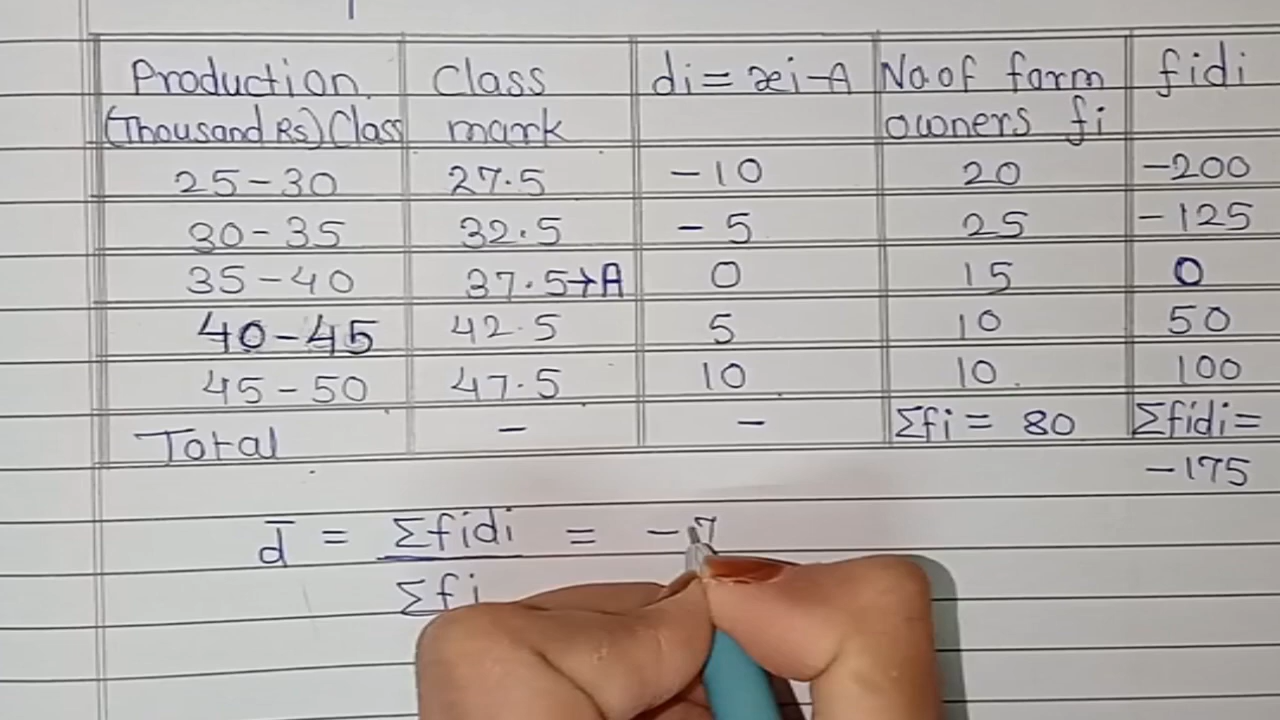 Production Class di = xi-A No.of farm fidi
(Thousand Rs) Class mark owners fi
25-30 27.5 -10 20 -200
30-35 32.5 -5 25 -125
35-40 37.5→A 0 15 0
40-45 42.5 5 10 50
45-50 47.5 10 10 100
Total - - Σfi = 80 Σfidi =
-175
d̄ = Σfidi = -17
Σfi